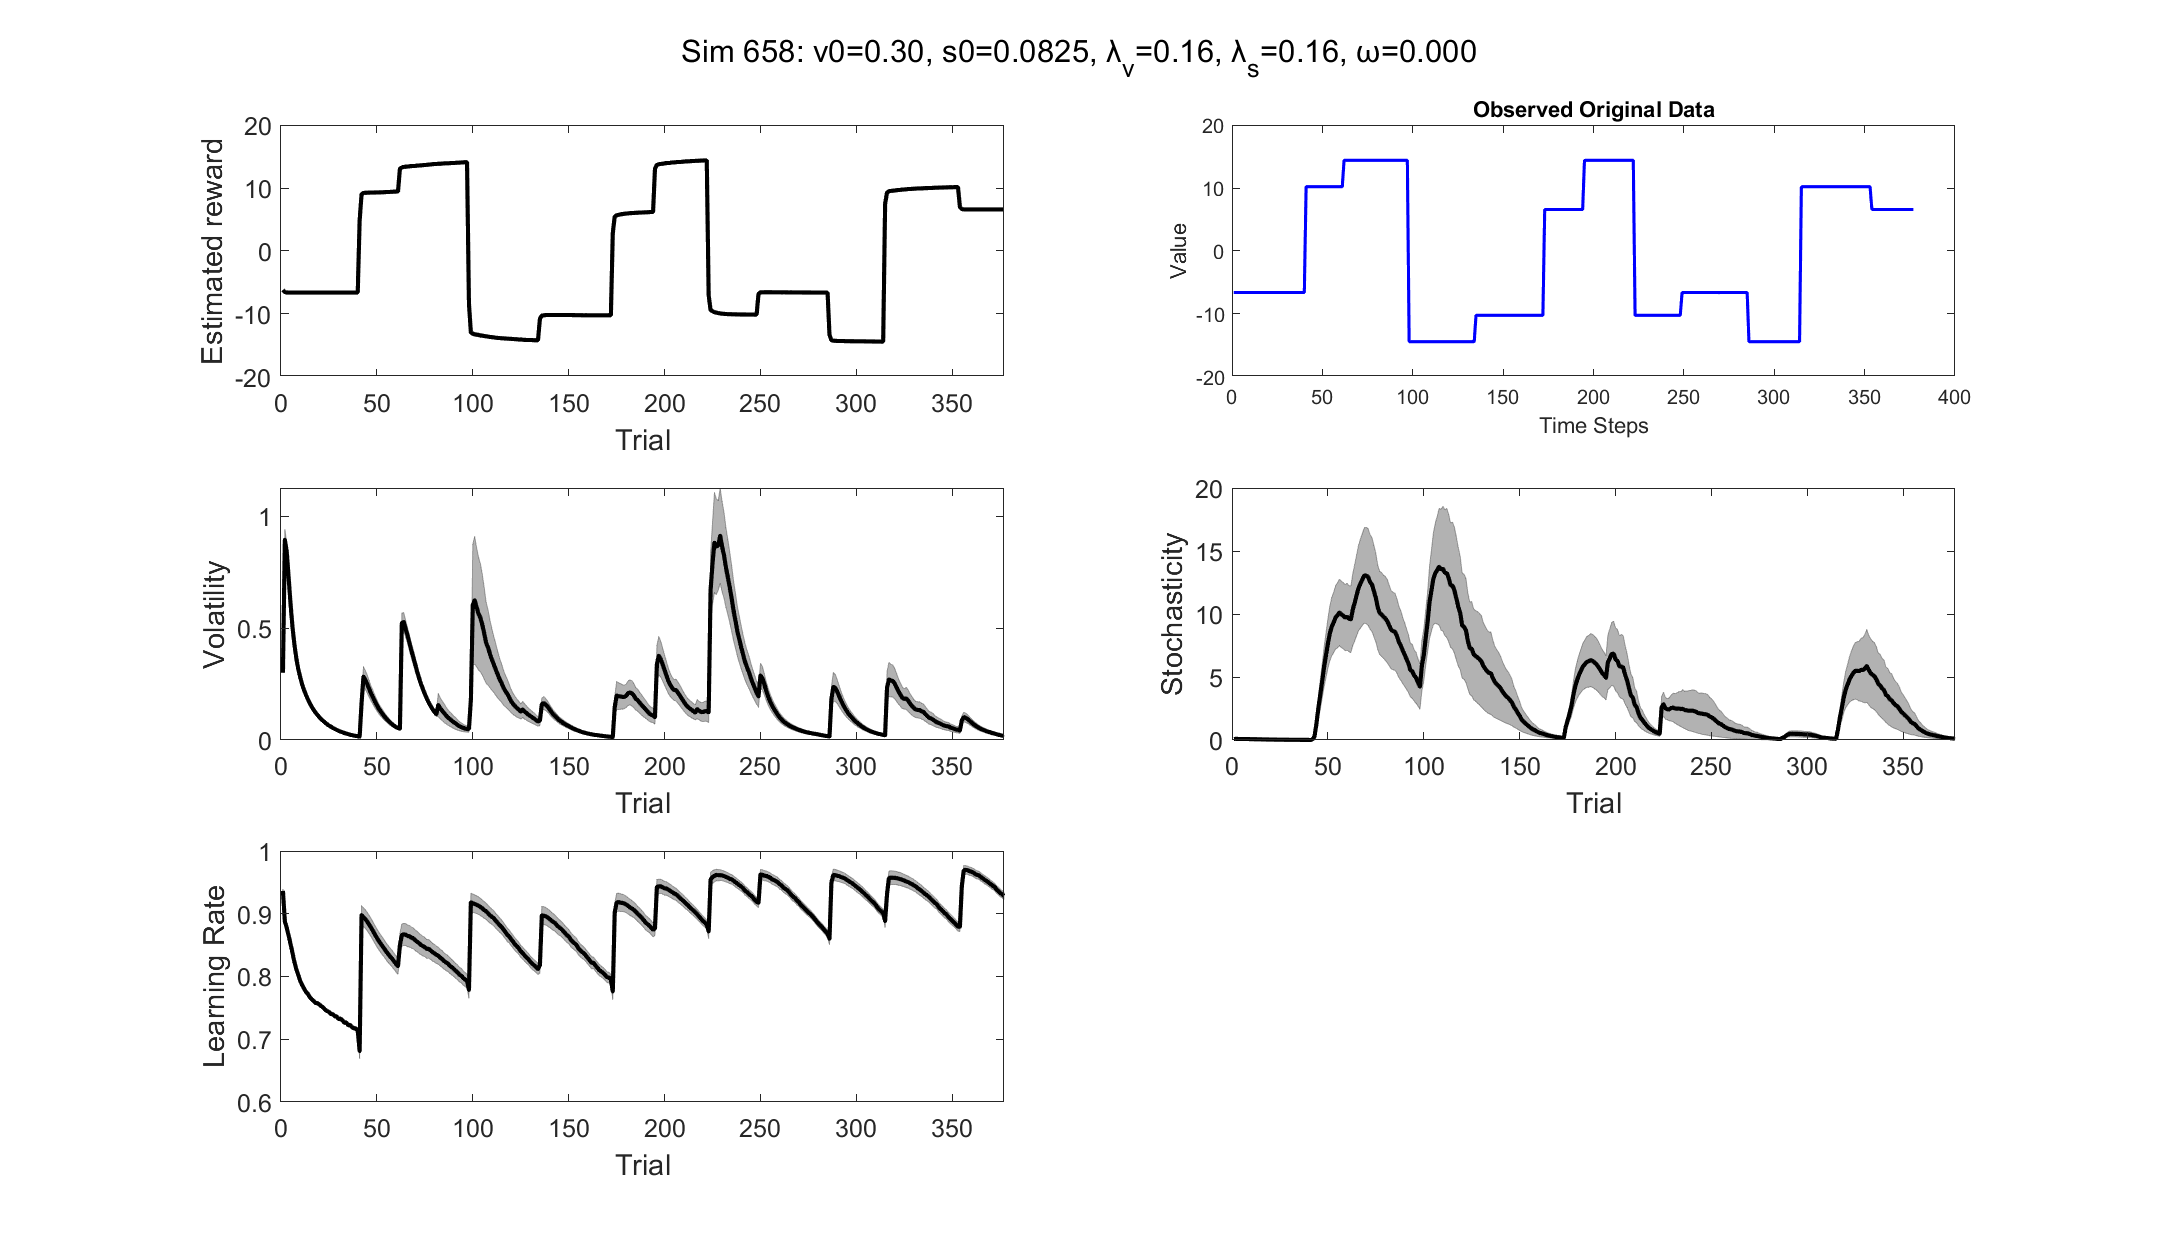 Sim 658: v0=0.30, s0=0.0825, λv=0.16, λs=0.16, ω=0.000
Estimated reward
20
10
0
-10
-20
0 50 100 150 200 250 300 350
Trial
Observed Original Data
Value
20
10
0
-10
-20
0 50 100 150 200 250 300 350 400
Time Steps
Volatility
1
0.5
0
0 50 100 150 200 250 300 350
Trial
Stochasticity
20
15
10
5
0
0 50 100 150 200 250 300 350
Trial
Learning Rate
1
0.9
0.8
0.7
0.6
0 50 100 150 200 250 300 350
Trial